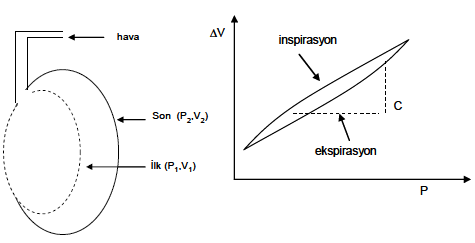 hava
Son (P₂,V₂)
İlk (P₁,V₁)
ΔV
inspirasyon
C
ekspirasyon
P